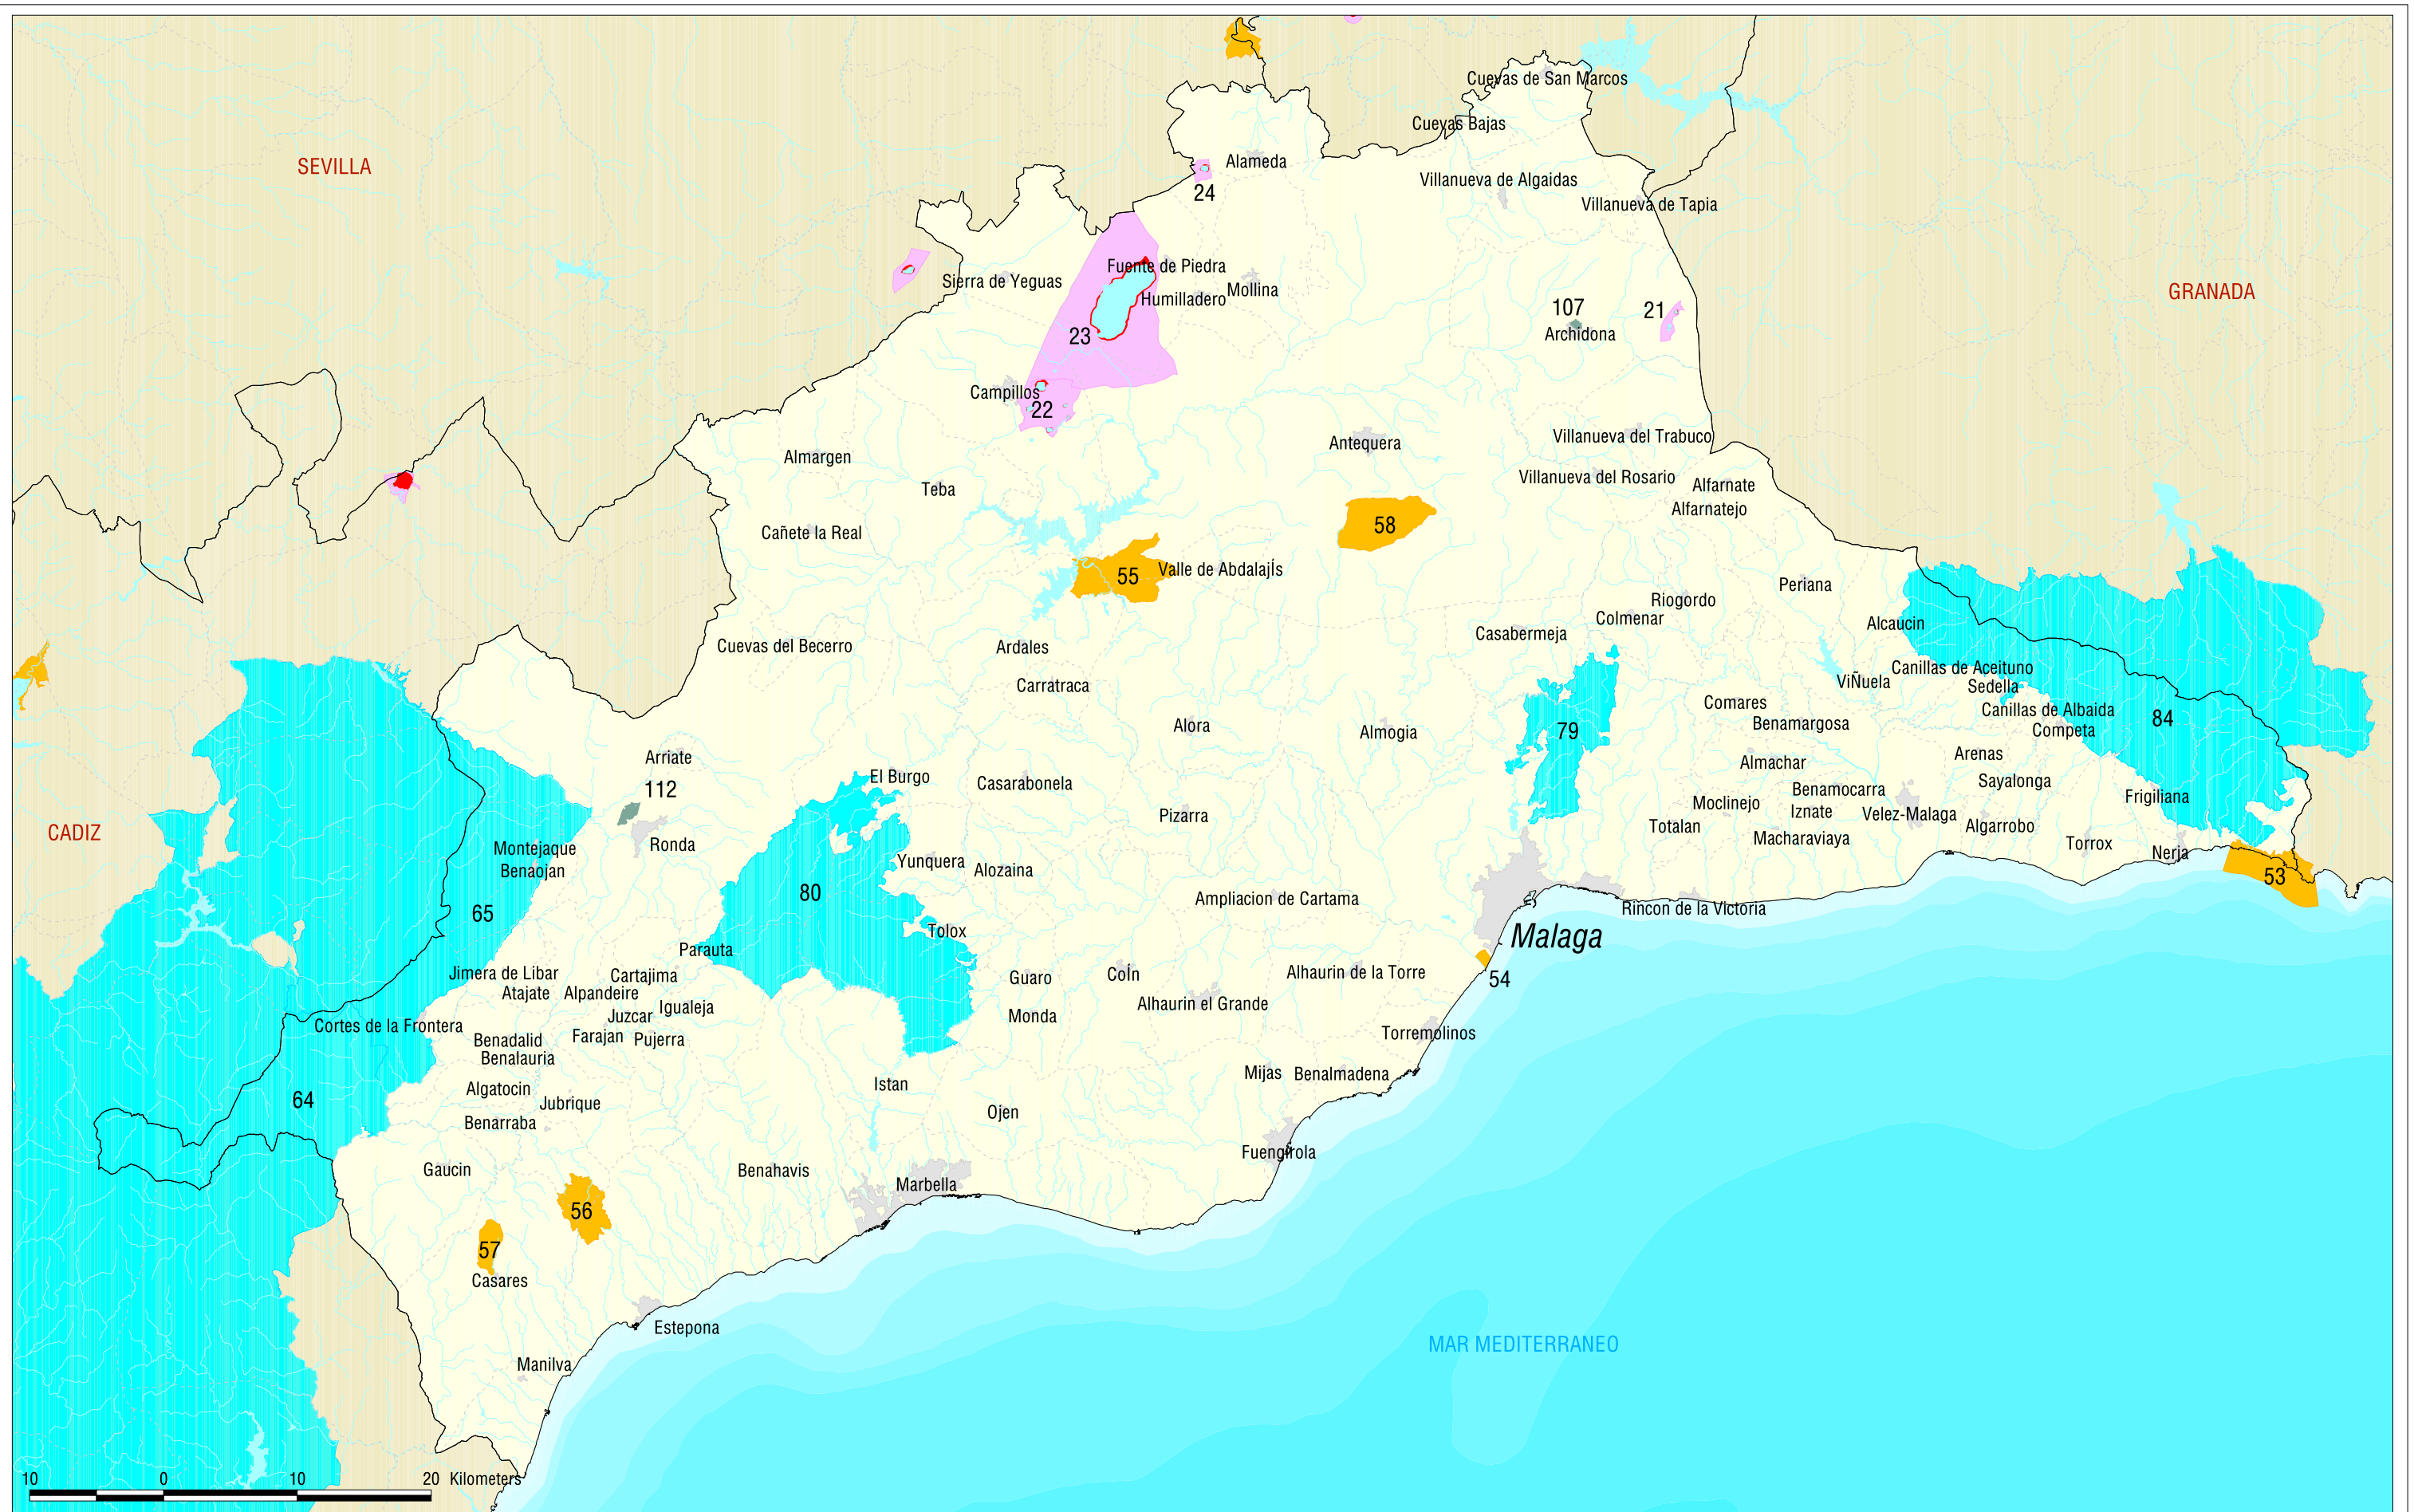 Cuevas de San Marcos
Cuevas Bajas
Alameda
SEVILLA
Villanueva de Algaidas
24
Villanueva de Tapia
Fuente de Piedra
Sierra de Yeguas
Mollina
GRANADA
Humilladero
107
21
23
Archidona
Campillos
22
Villanueva del Trabuco
Antequera
Almargen
Villanueva del Rosario
Alfarnate
Teba
Alfarnatejo
58
Cañete la Real
Valle de Abdalajís
55
Periana
Riogordo
Colmenar
Alcaucin
Casabermeja
Cuevas del Becerro
Ardales
Canillas de Aceituno
ViÑuela
Carratraca
Sedella
Comares
Canillas de Albaida
84
Benamargosa
Alora
Almogia
79
Competa
Arenas
Arriate
Almachar
El Burgo
Casarabonela
Sayalonga
112
Benamocarra
Frigiliana
Moclinejo
Iznate
Pizarra
Velez-Malaga
Totalan
Algarrobo
CADIZ
Macharaviaya
Ronda
Torrox
Montejaque
Nerja
Yunquera
Benaojan
Alozaina
53
80
Ampliacion de Cartama
Rincon de la Victoria
65
Tolox
Malaga
Parauta
Jimera de Libar
Cartajima
Guaro
Coín
Alhaurin de la Torre
54
Atajate
Alpandeire
Igualeja
Alhaurin el Grande
Juzcar
Monda
Cortes de la Frontera
Torremolinos
Farajan
Pujerra
Benadalid
Benalauria
Mijas
Benalmadena
Istan
Algatocin
64
Jubrique
Ojen
Benarraba
Fuengirola
Gaucin
Benahavis
Marbella
56
57
Casares
Estepona
MAR MEDITERRANEO
Manilva
10 0 10 20 Kilometers